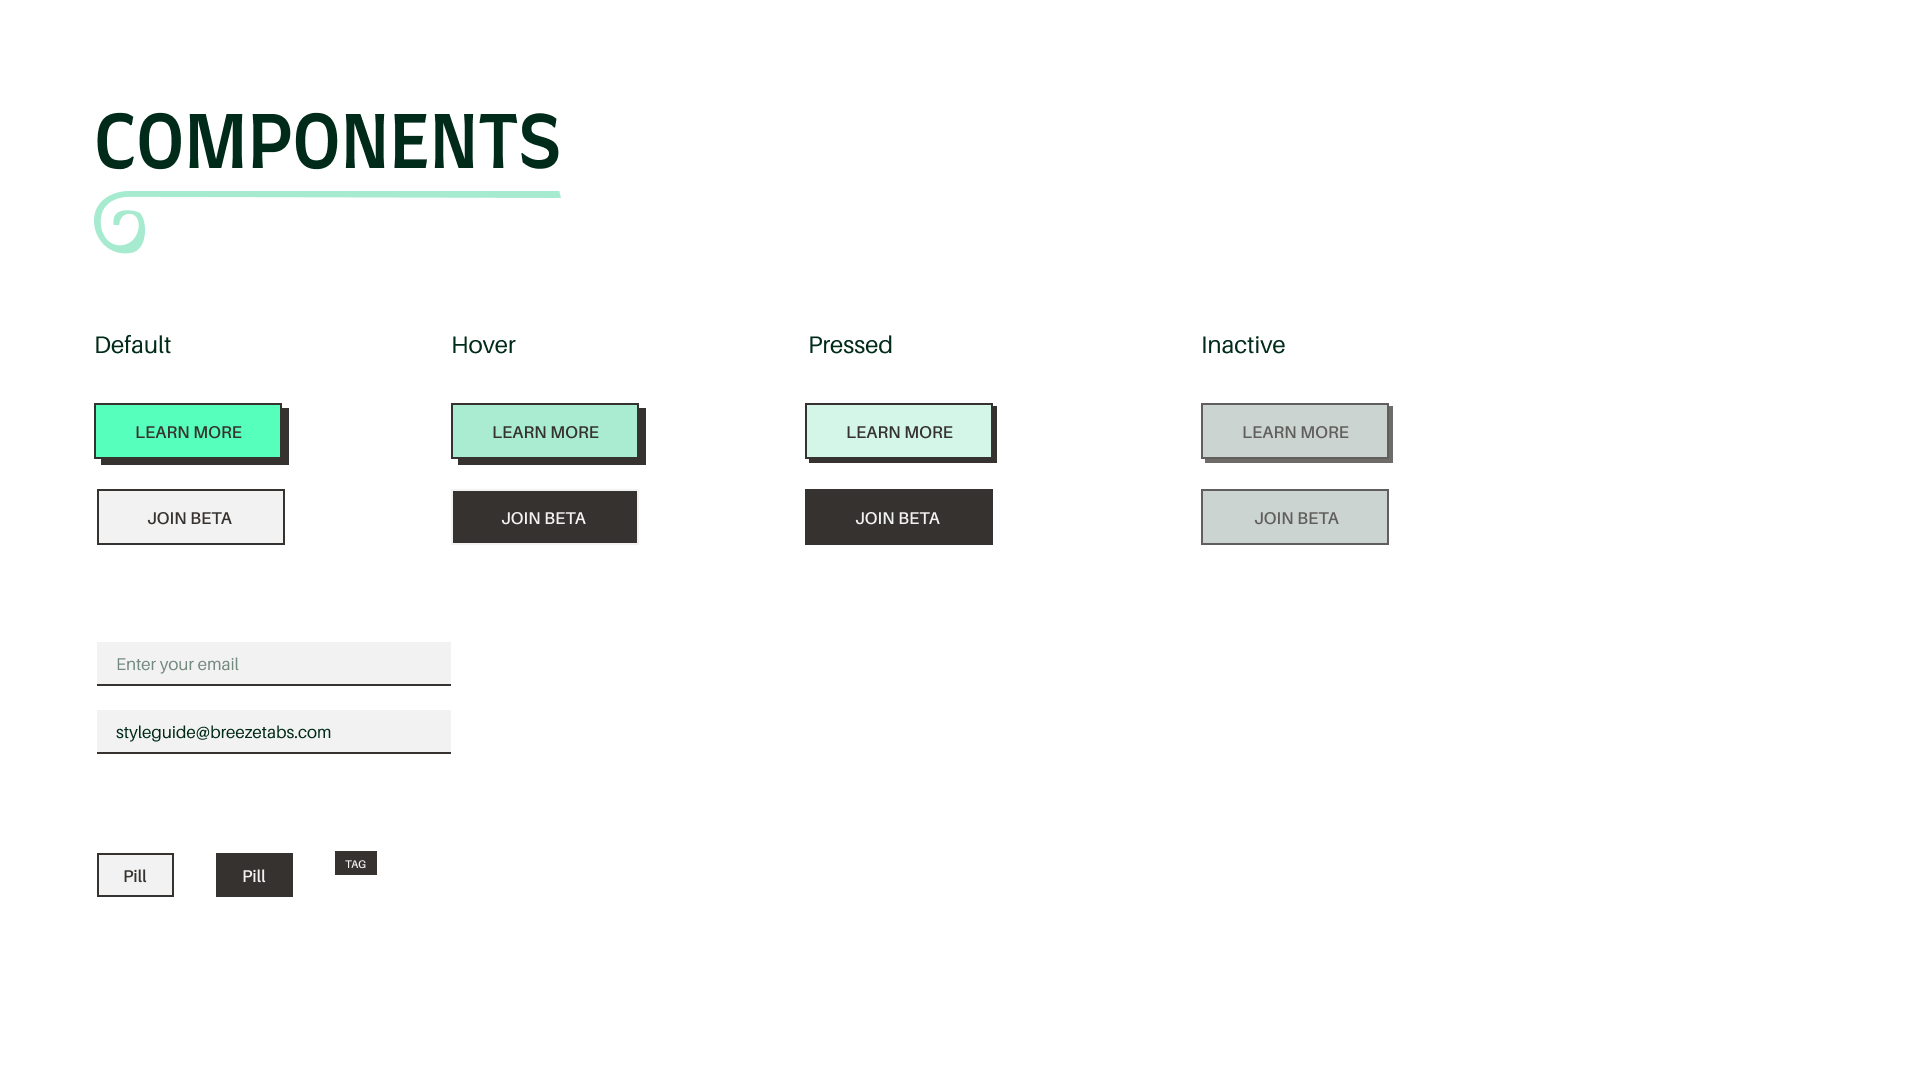 COMPONENTS
Default Hover Pressed Inactive
LEARN MORE LEARN MORE LEARN MORE LEARN MORE
JOIN BETA JOIN BETA JOIN BETA JOIN BETA
Enter your email
styleguide@breezetabs.com
Pill Pill TAG